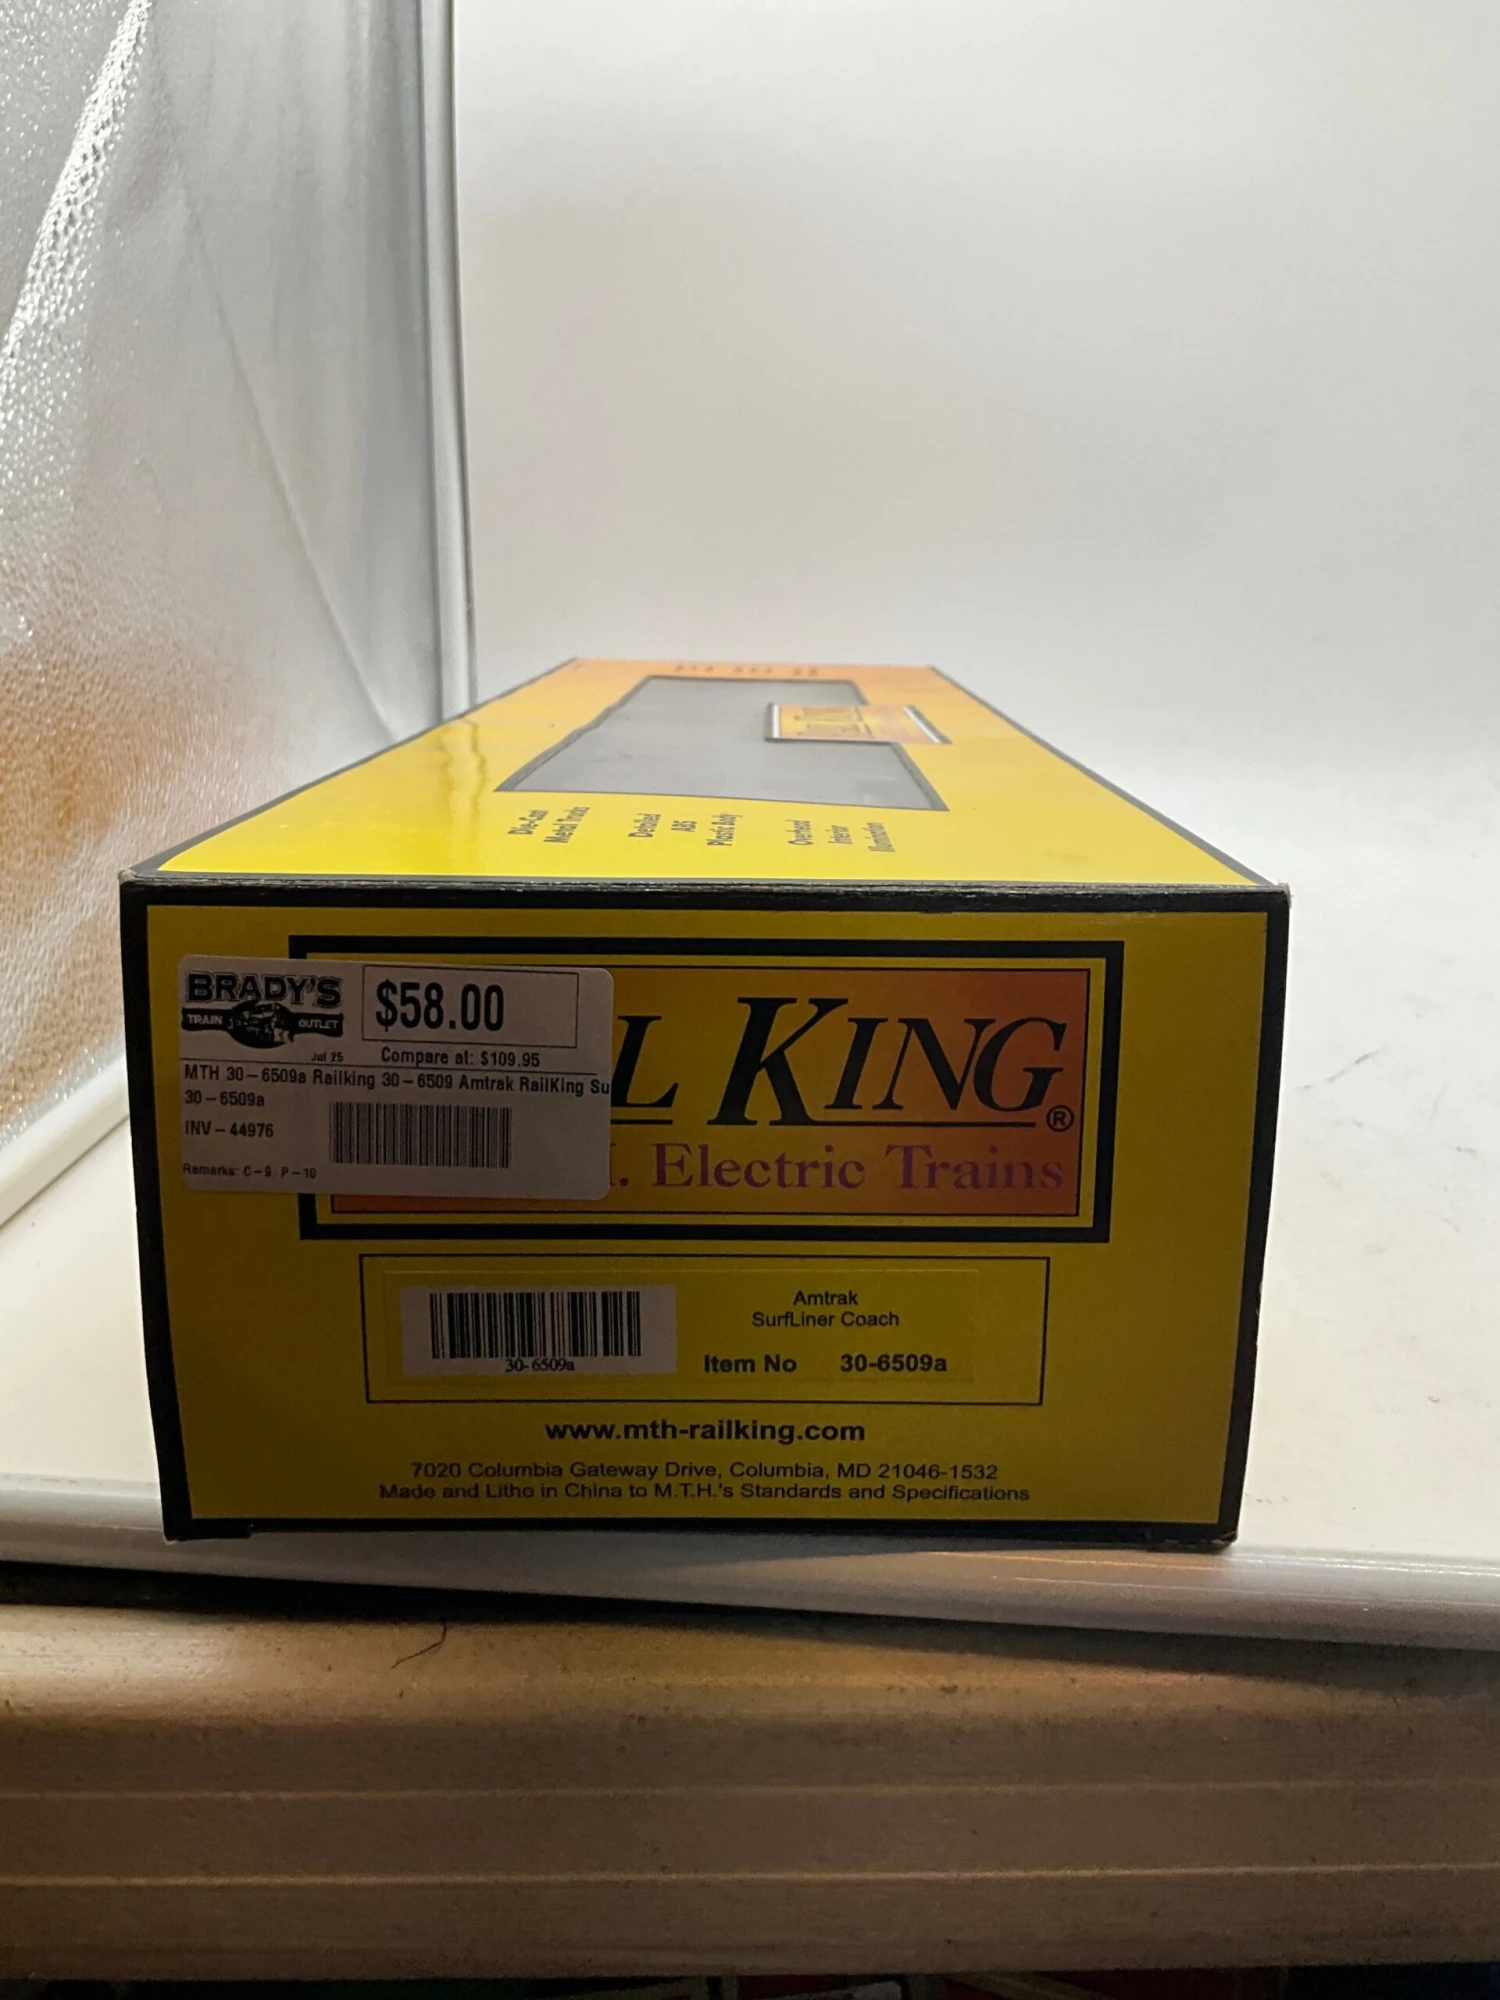 Die-Cast
Metal Trucks
Detailed
ABS
Plastic Body
Overhead
Interior
Illumination
BRADY'S
TRAIN OUTLET
$58.00
Jul 25 Compare at: $109.95
MTH 30-6509a Railking 30-6509 Amtrak RailKing Su
30-6509a
INV-44976
Remarks: C-9, P-10
L KING®
. Electric Trains
30-6509a
Amtrak
SurfLiner Coach
Item No 30-6509a
www.mth-railking.com
7020 Columbia Gateway Drive, Columbia, MD 21046-1532
Made and Litho in China to M.T.H.'s Standards and Specifications